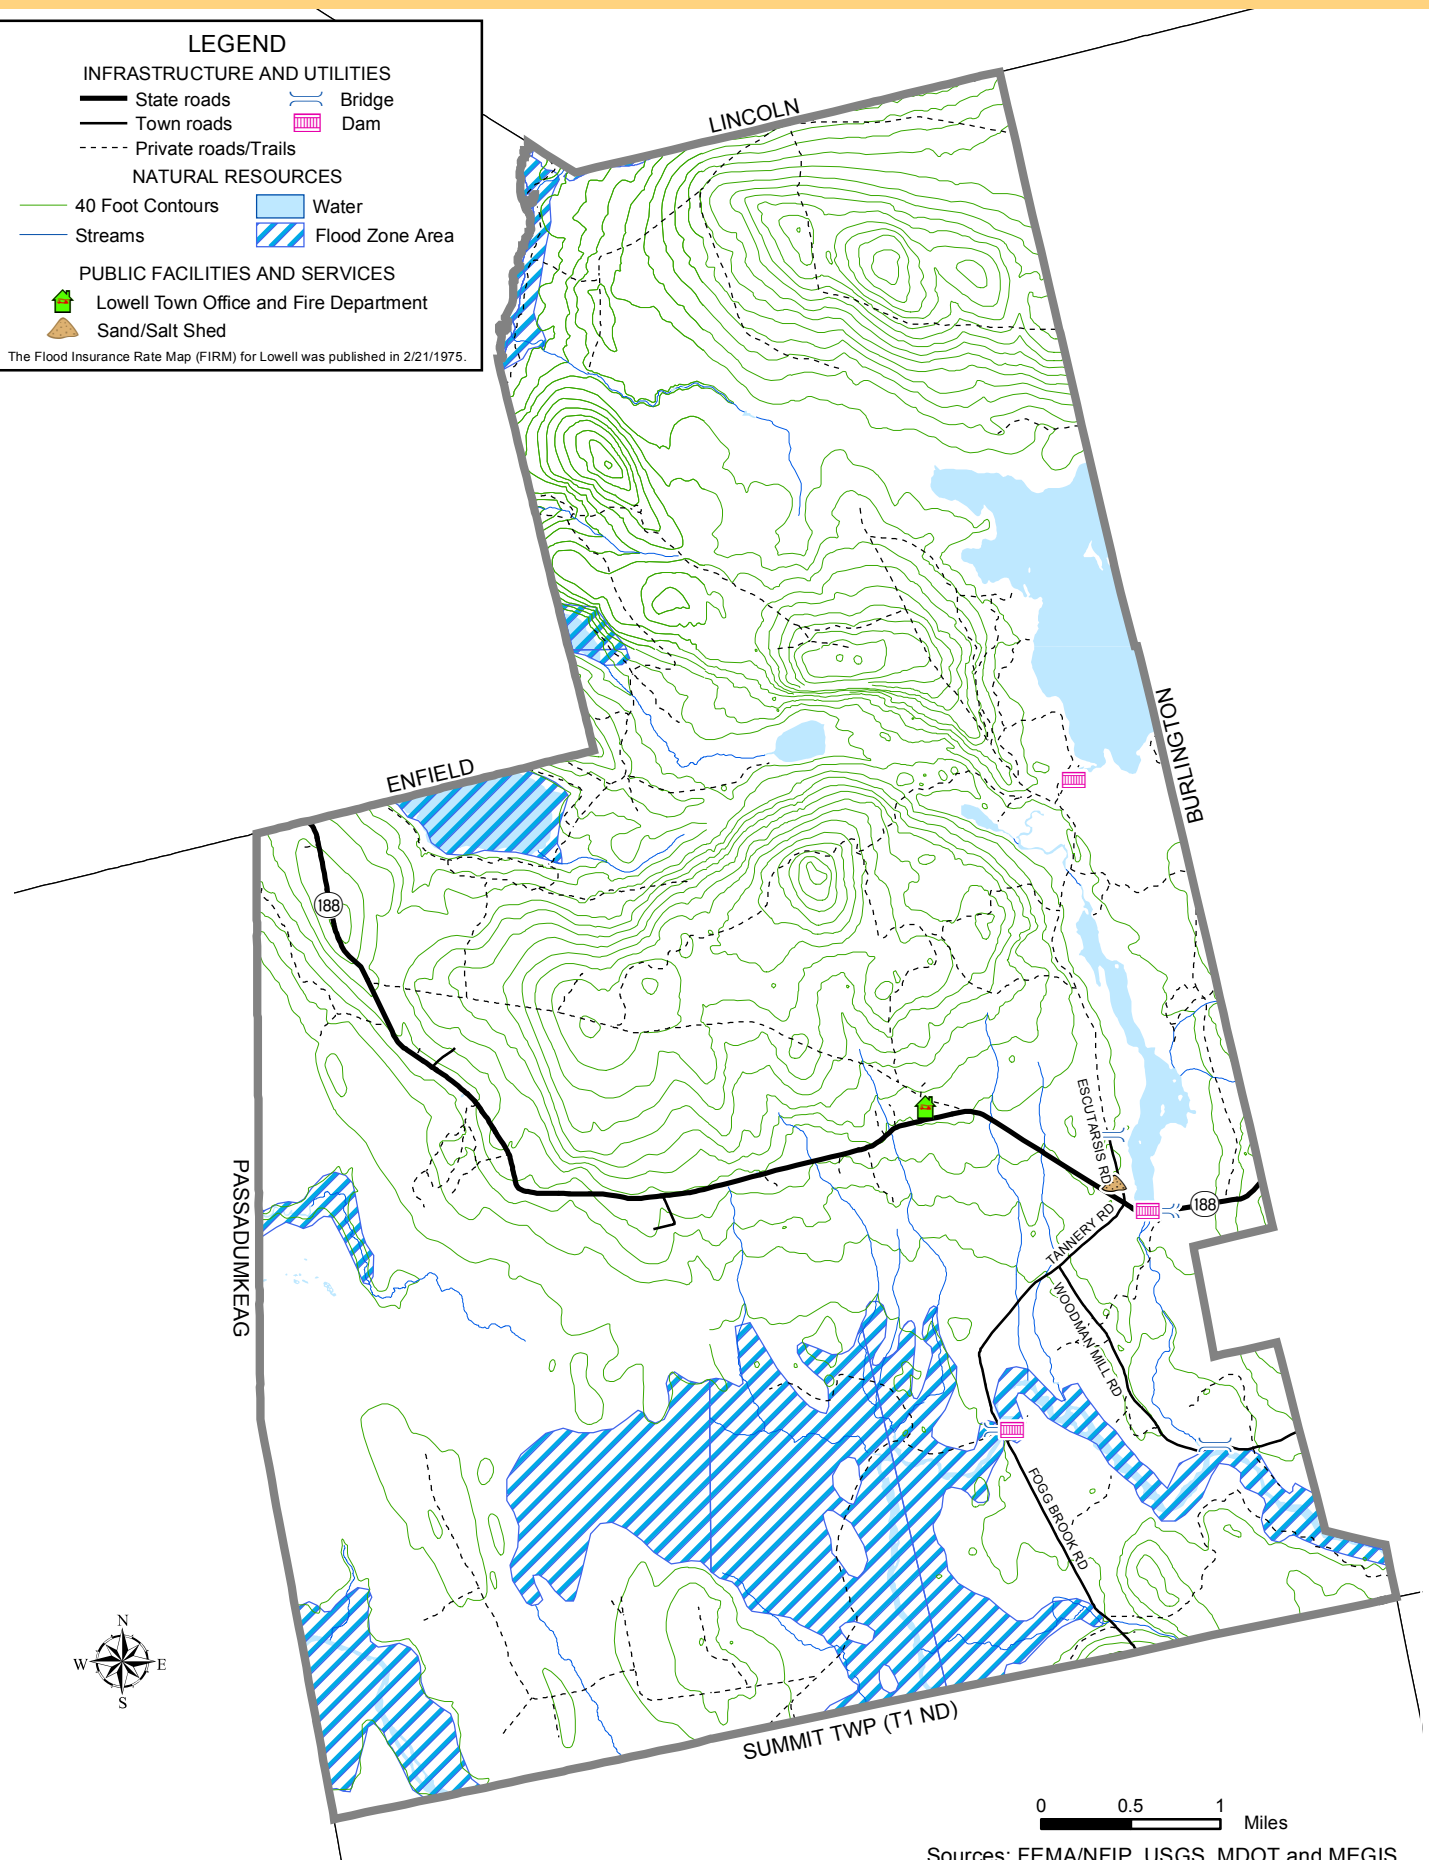 LEGEND
INFRASTRUCTURE AND UTILITIES
State roads
Bridge
Town roads
Dam
Private roads/Trails
NATURAL RESOURCES
40 Foot Contours
Water
Streams
Flood Zone Area
PUBLIC FACILITIES AND SERVICES
Lowell Town Office and Fire Department
Sand/Salt Shed
The Flood Insurance Rate Map (FIRM) for Lowell was published in 2/21/1975.
LINCOLN
BURLINGTON
ENFIELD
188
PASSADUMKEAG
ESCUTARSIS RD
188
TANNERY RD
WOODMAN MILL RD
FOGG BROOK RD
SUMMIT TWP (T1 ND)
N
W
E
S
0 0.5 1
Miles
Sources: FEMA/NFIP, USGS, MDOT and MEGIS